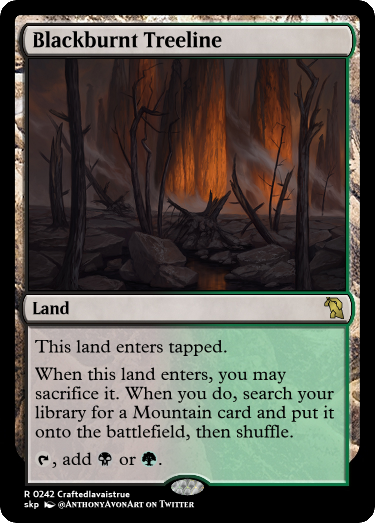 Blackburnt Treeline
Land
This land enters tapped.
When this land enters, you may
sacrifice it. When you do, search your
library for a Mountain card and put it
onto the battlefield, then shuffle.
, add or .
R 0242 Craftedlavaistrue
skp @AnthonyAvonArt on Twitter